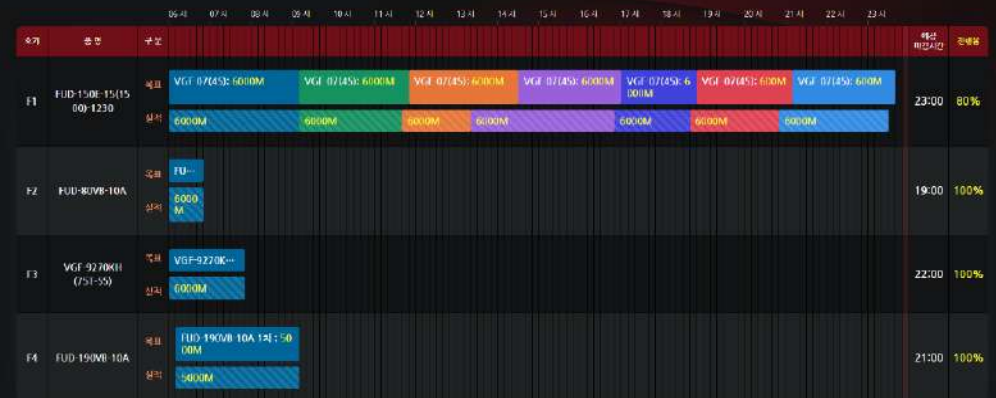 06시 07시 08시 09시 10시 11시 12시 13시 14시 15시 16시 17시 18시 19시 20시 21시 22시 23시
호기 품명 구분 예상 마감시간 진행율
F1 FUD-150E-15(15
00)-1230
목표 VGF-07(45): 6000M VGF-07(45): 6000M VGF-07(45): 6000M VGF-07(45): 6000M VGF-07(45): 6
000M VGF-07(45): 600M VGF-07(45): 600M
실적 6000M 6000M 6000M 6000M 6000M 6000M 6000M
23:00 80%
F2 FUD-80VB-10A
목표 FU...
실적 6000
M
19:00 100%
F3 VGF-9270KH
(75T-55)
목표 VGF-9270K...
실적 6000M
22:00 100%
F4 FUD-190VB-10A
목표 FUD-190VB-10A 1차 : 50
00M
실적 5000M
21:00 100%